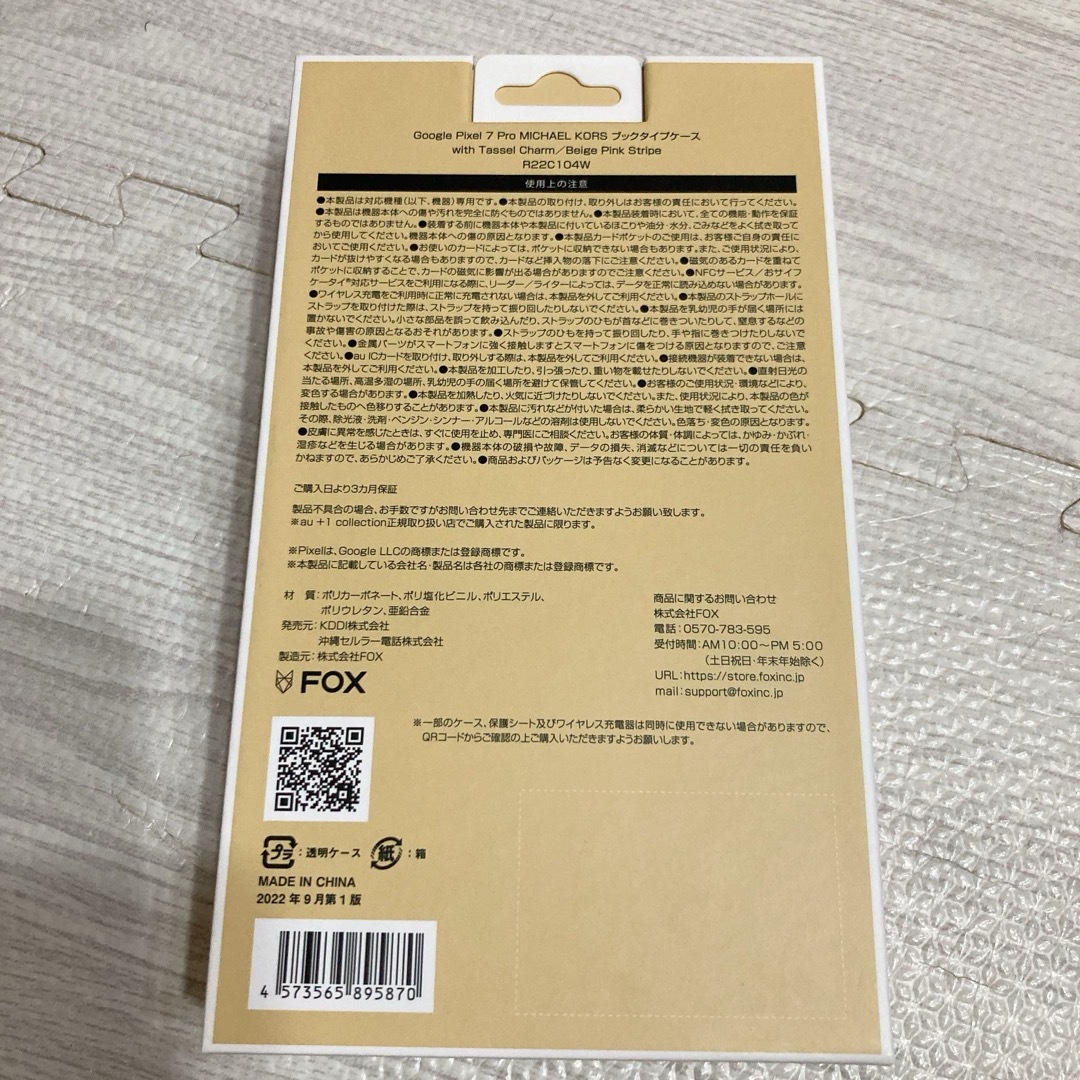 Google Pixel 7 Pro MICHAEL KORS ブックタイプケース
with Tassel Charm／Beige Pink Stripe
R22C104W
使用上の注意
●本製品は対応機種（以下、機器）専用です。●本製品の取り付け、取り外しはお客様の責任において行ってください。
●本製品は機器本体への傷や汚れを完全に防ぐものではありません。●本製品装着時において、全ての機能・動作を保証
するものではありません。●装着する前に機器本体や本製品に付いているほこりや油分・水分、ごみなどをよく拭き取って
から使用してください。機器本体への傷の原因となります。●本製品カードポケットのご使用は、お客様ご自身の責任に
おいてご使用ください。●お使いのカードによっては、ポケットに収納できない場合もあります。また、ご使用状況により、
カードが抜けやすくなる場合もありますので、カードなど挿入物の落下にご注意ください。●磁気のあるカードを重ねて
ポケットに収納することで、カードの磁気に影響が出る場合がありますのでご注意ください。●NFCサービス／おサイフ
ケータイ®対応サービスをご利用になる際に、リーダー／ライターによっては、データを正常に読み込めない場合があります。
●ワイヤレス充電をご利用時に正常に充電されない場合は、本製品を外してご利用ください。●本製品のストラップホールに
ストラップを取り付けた際は、ストラップを持って振り回したりしないでください。●本製品を乳幼児の手が届く場所には
置かないでください。小さな部品を誤って飲み込んだり、ストラップのひもが首などに巻きついたりして、窒息するなどの
事故や傷害の原因となるおそれがあります。●ストラップのひもを持って振り回したり、手や指に巻きつけたりしないで
ください。●金属パーツがスマートフォンに強く接触しますとスマートフォンに傷をつける原因となりますので、ご注意
ください。●au ICカードを取り付け、取り外しする際は、本製品を外してご利用ください。●接続機器が装着できない場合は、
本製品を外してご利用ください。●本製品を加工したり、引っ張ったり、重い物を載せたりしないでください。●直射日光の
当たる場所、高温多湿の場所、乳幼児の手の届く場所を避けて保管してください。●お客様のご使用状況・環境などにより、
変色する場合があります。●本製品を加熱したり、火気に近づけたりしないでください。また、使用状況により、本製品の色が
接触したものへ色移りすることがあります。●本製品に汚れなどが付いた場合は、柔らかい生地で軽く拭き取ってください。
その際、除光液・洗剤・ベンジン・シンナー・アルコールなどの溶剤は使用しないでください。色落ち・変色の原因となります。
●皮膚に異常を感じたときは、すぐに使用を止め、専門医にご相談ください。お客様の体質・体調によっては、かゆみ・かぶれ・
湿疹などを生じる場合があります。●機器本体の破損や故障、データの損失、消滅などについては一切の責任を負い
かねますので、あらかじめご了承ください。●商品およびパッケージは予告なく変更になることがあります。
ご購入日より3カ月保証
製品不具合の場合、お手数ですがお問い合わせ先までご連絡いただきますようお願い致します。
※au +1 collection正規取り扱い店でご購入された製品に限ります。
※Pixelは、Google LLCの商標または登録商標です。
※本製品に記載している会社名・製品名は各社の商標または登録商標です。
材　質：ポリカーボネート、ポリ塩化ビニル、ポリエステル、
ポリウレタン、亜鉛合金
発売元：KDDI株式会社
沖縄セルラー電話株式会社
製造元：株式会社FOX
FOX
商品に関するお問い合わせ
株式会社FOX
電話：0570-783-595
受付時間：AM10:00～PM 5:00
（土日祝日・年末年始除く）
URL：https://store.foxinc.jp
mail：support@foxinc.jp
※一部のケース、保護シート及びワイヤレス充電器は同時に使用できない場合がありますので、
QRコードからご確認の上ご購入いただきますようお願いします。
プラ：透明ケース 紙：箱
MADE IN CHINA
2022年9月第1版
4 573565 895870